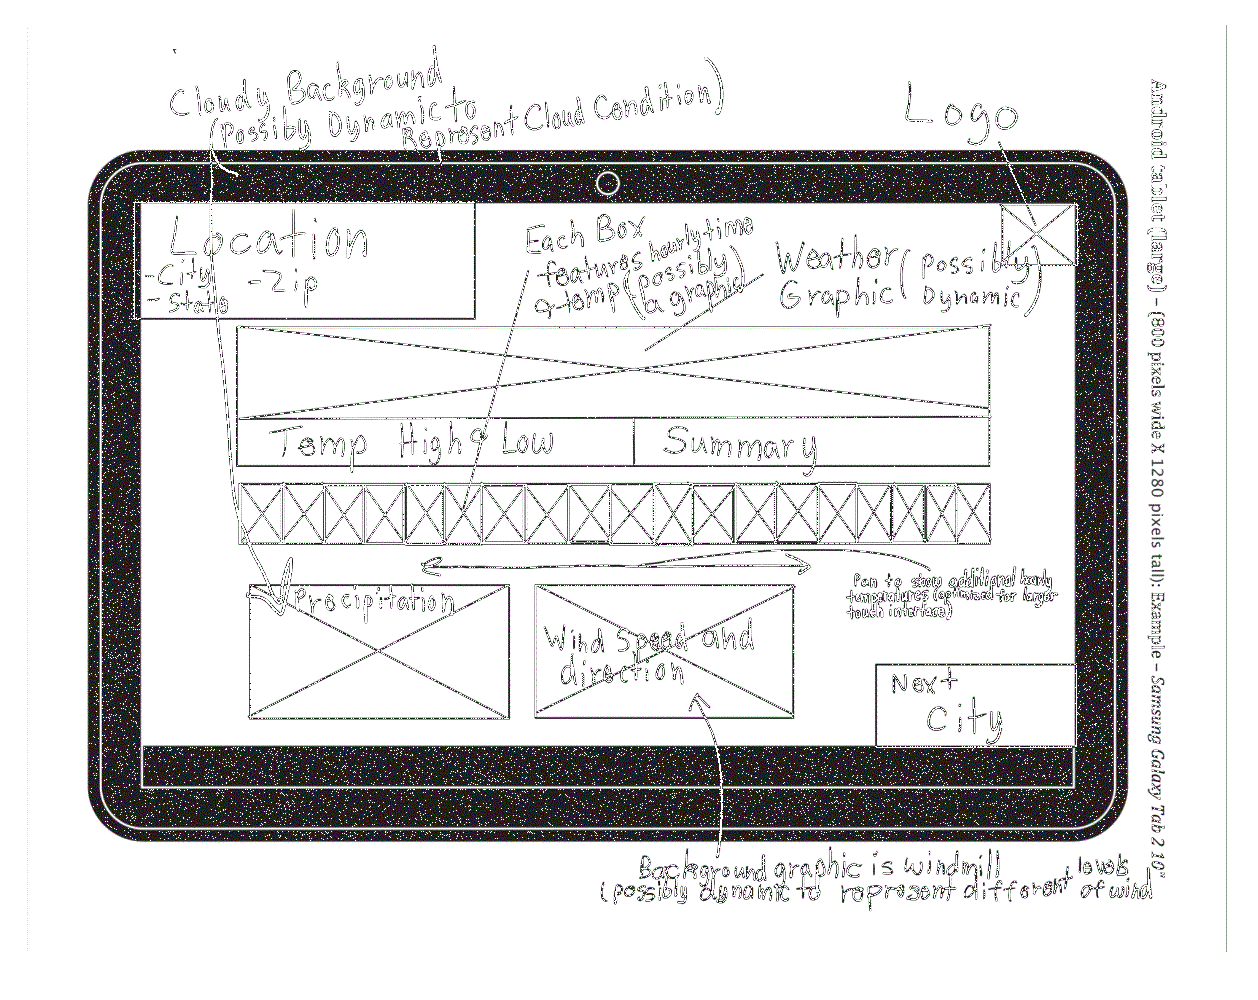 Cloudy Background
(Possiby Dynamic to
Represent Cloud Condition)
Logo
Location
-City
-State
-Zip
Each Box
features hourly time
& temp (possibly
a graphic)
Weather (possibly
Graphic Dynamic)
Temp High & Low
Summary
Pan to show additional hourly
temperatures (optimized for larger
touch interface)
Precipitation
Wind Speed and
direction
Next
City
Background graphic is windmill
(possibly dynamic to represent different levels of wind
Android tablet (large) – (800 pixels wide X 1280 pixels tall): Example – Samsung Galaxy Tab 2 10"